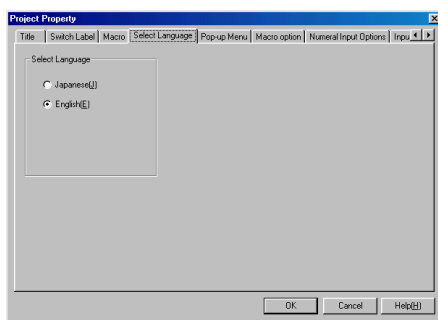 Project Property
Title Switch Label Macro Select Language Pop-up Menu Macro option Numeral Input Options Inpu
Select Language
Japanese(J)
English(E)
OK Cancel Help(H)